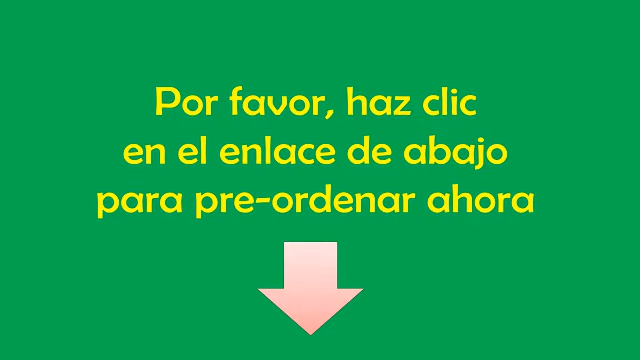 Por favor, haz clic
en el enlace de abajo
para pre-ordenar ahora